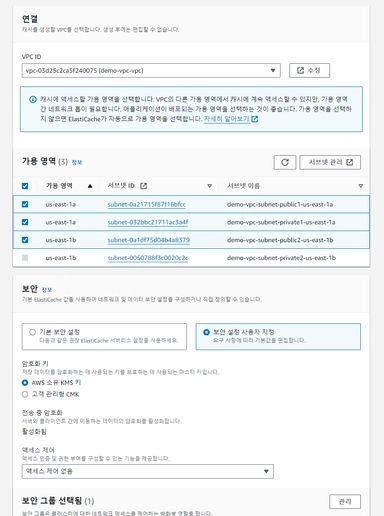 연결
캐시를 생성할 VPC를 선택합니다. 생성 후에는 편집할 수 없습니다.
VPC ID
vpc-03d25c2ca5f240075 (demo-vpc-vpc)
수정
캐시에 액세스할 가용 영역을 선택합니다. VPC의 다른 가용 영역에서 캐시에 계속 액세스할 수 있지만, 가용 영역
간 네트워크 홉이 필요합니다. 애플리케이션이 배포되는 가용 영역을 선택하는 것이 좋습니다. 가용 영역을 선택하
지 않으면 ElastiCache가 자동으로 가용 영역을 선택합니다. 자세히 알아보기
가용 영역 (3) 정보
서브넷 관리
가용 영역 서브넷 ID 서브넷 이름
us-east-1a subnet-0a21715f87f16bfcc demo-vpc-subnet-public1-us-east-1a
us-east-1a subnet-032bbc21711ac3a4f demo-vpc-subnet-private1-us-east-1a
us-east-1b subnet-0a1df75d04b4a8379 demo-vpc-subnet-public2-us-east-1b
us-east-1b subnet-0050788f3c0020c2c demo-vpc-subnet-private2-us-east-1b
보안 정보
기본 ElastiCache 값을 사용하여 네트워크 및 데이터 보안 설정을 구성하거나 직접 정의할 수 있습니다.
기본 보안 설정
다음과 같은 권장 ElastiCache 서버리스 설정을 사용하세요.
보안 설정 사용자 지정
요구 사항에 따라 기본값을 편집합니다.
암호화 키
저장 데이터를 암호화하는 데 사용되는 키를 보호하는 데 사용되는 마스터 키입니다.
AWS 소유 KMS 키
고객 관리형 CMK
전송 중 암호화
서버와 클라이언트 간에 이동하는 데이터의 암호화를 활성화합니다.
활성화됨
액세스 제어
액세스 인증 및 권한 부여를 구성할 수 있는 기능을 제공합니다.
액세스 제어 없음
보안 그룹 선택됨 (1)
관리
보안 그룹은 클러스터에 대한 네트워크 액세스를 제어하는 방화벽 역할을 합니다.